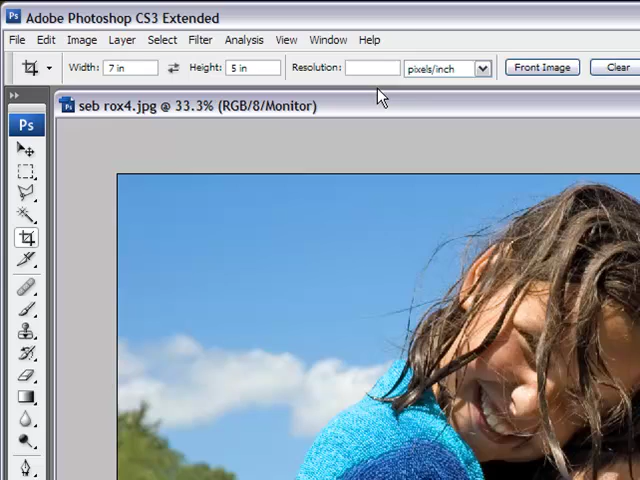 Ps Adobe Photoshop CS3 Extended
File Edit Image Layer Select Filter Analysis View Window Help
Width: 7 in Height: 5 in Resolution: pixels/inch Front Image Clear
seb rox4.jpg @ 33.3% (RGB/8/Monitor)
Ps